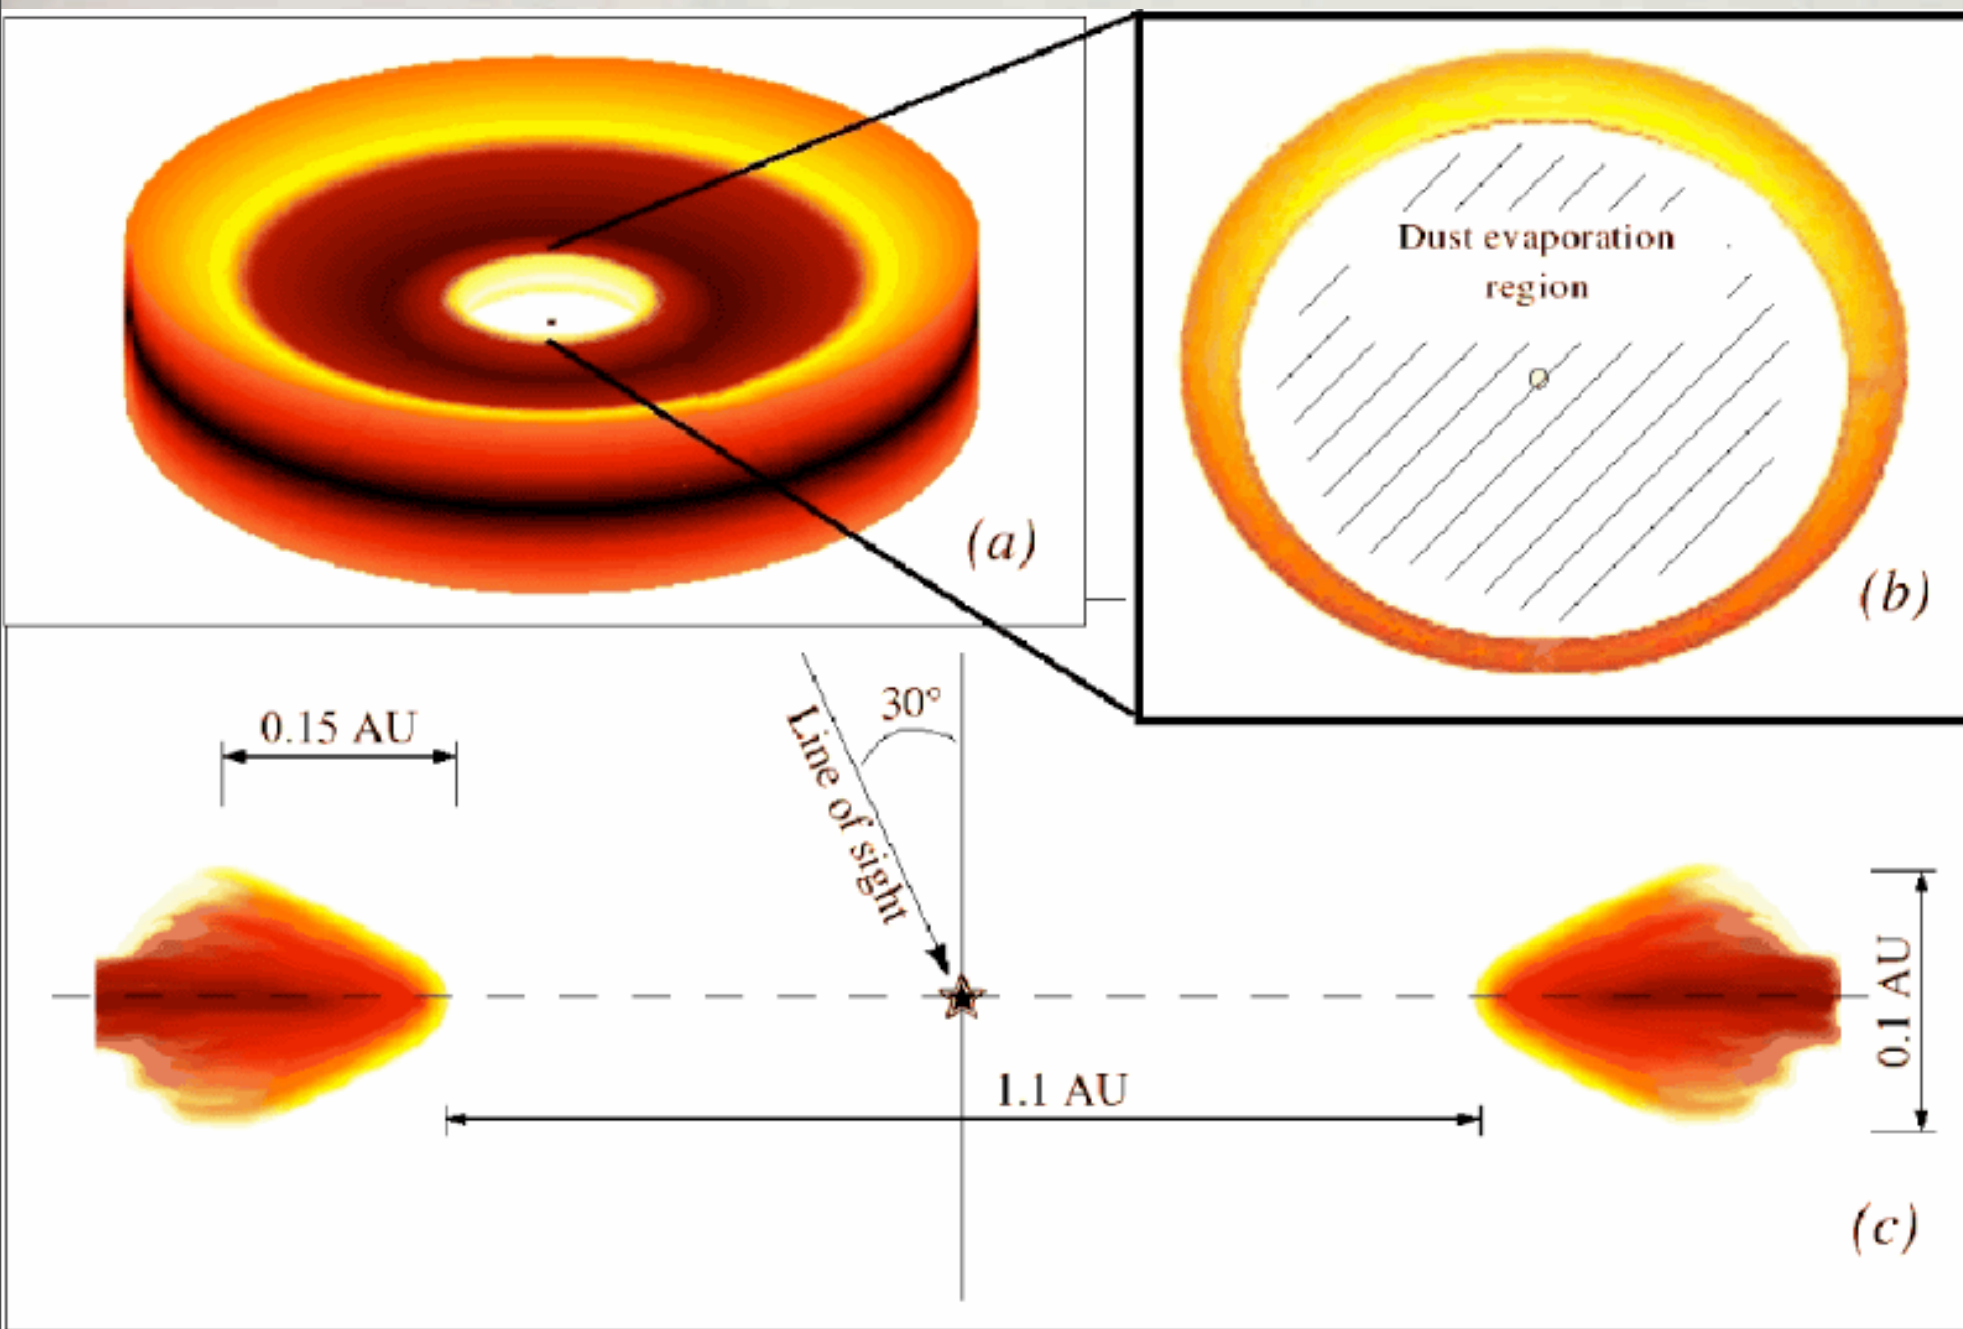 (a)
Dust evaporation
region
(b)
0.15 AU
30°
Line of sight
1.1 AU
0.1 AU
(c)